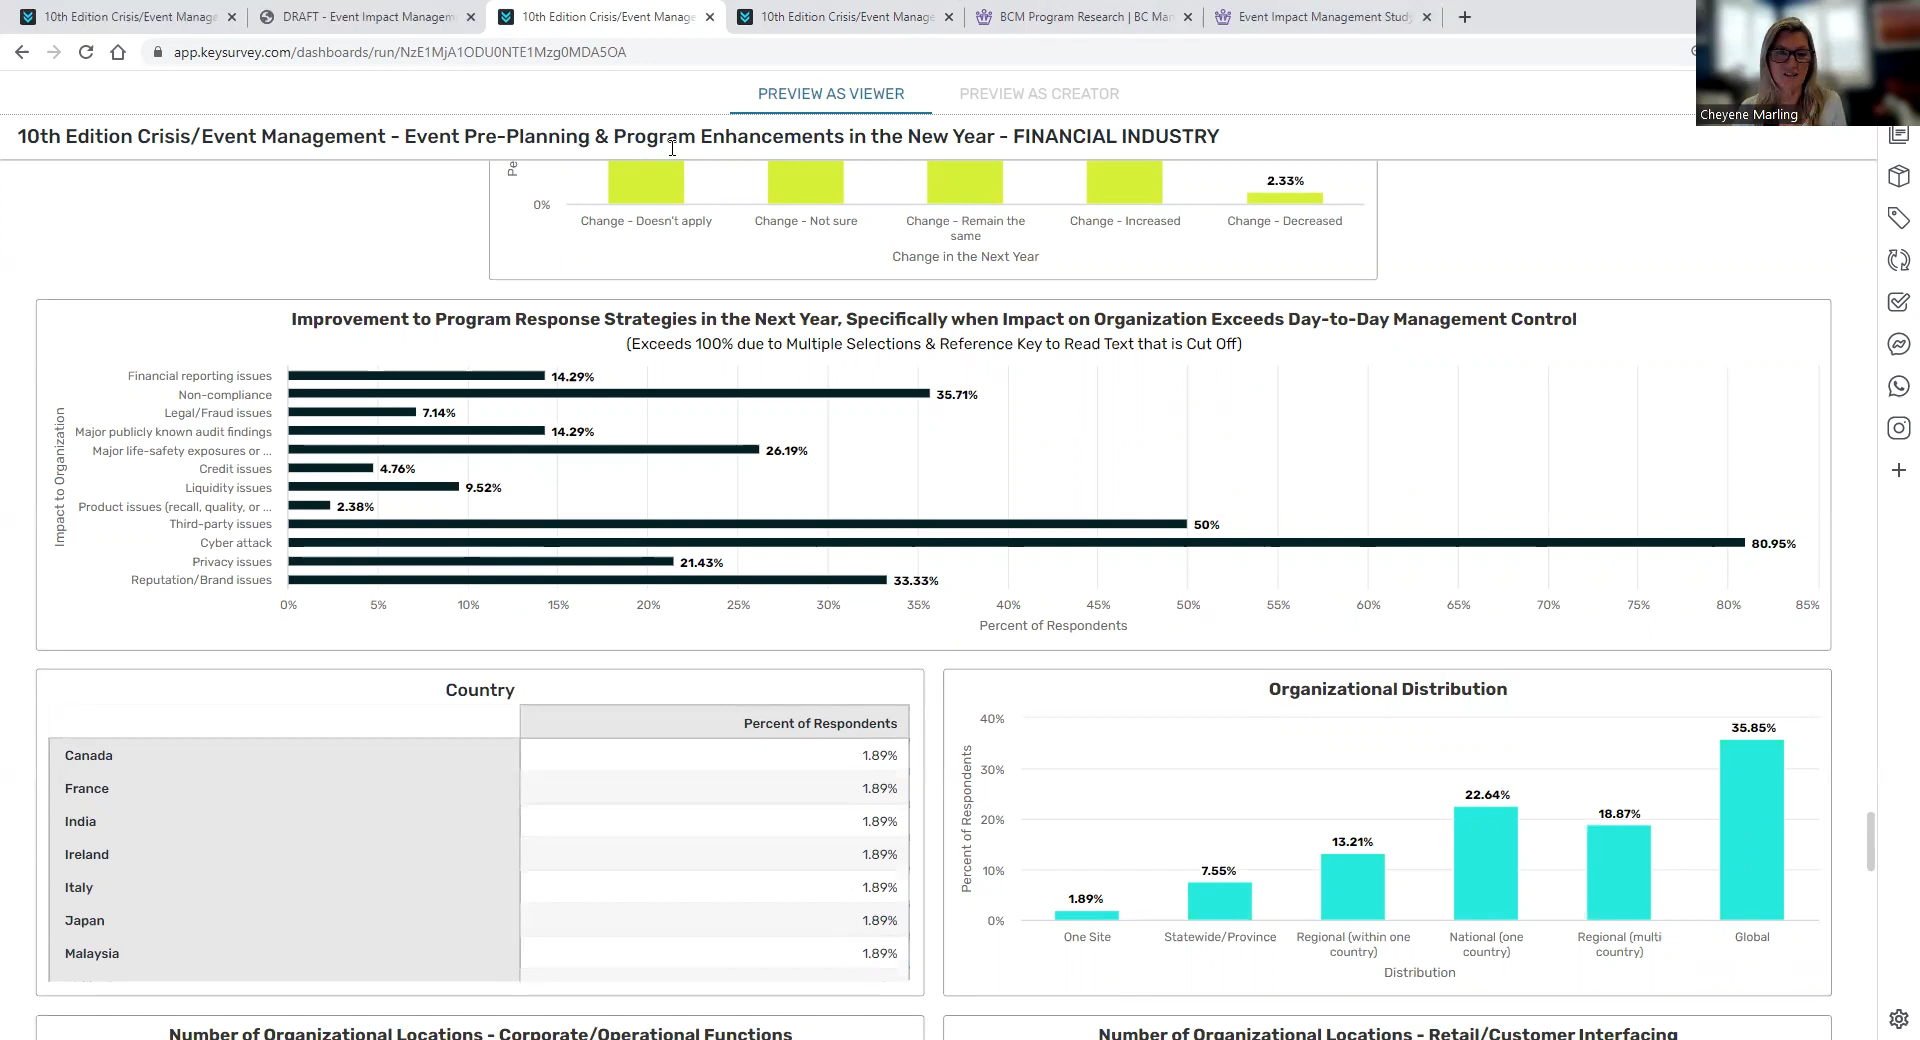 10th Edition Crisis/Event Manage
DRAFT - Event Impact Managem
10th Edition Crisis/Event Manage
10th Edition Crisis/Event Manage
BCM Program Research | BC Man
Event Impact Management Study
app.keysurvey.com/dashboards/run/NzE1MjA1ODU0NTE1Mzg0MDA5OA
PREVIEW AS VIEWER
PREVIEW AS CREATOR
Cheyene Marling
10th Edition Crisis/Event Management - Event Pre-Planning & Program Enhancements in the New Year - FINANCIAL INDUSTRY
Pe
2.33%
0%
Change - Doesn't apply
Change - Not sure
Change - Remain the
same
Change - Increased
Change - Decreased
Change in the Next Year
Improvement to Program Response Strategies in the Next Year, Specifically when Impact on Organization Exceeds Day-to-Day Management Control
(Exceeds 100% due to Multiple Selections & Reference Key to Read Text that is Cut Off)
Impact to Organization
Financial reporting issues 14.29%
Non-compliance 35.71%
Legal/Fraud issues 7.14%
Major publicly known audit findings 14.29%
Major life-safety exposures or ... 26.19%
Credit issues 4.76%
Liquidity issues 9.52%
Product issues (recall, quality, or ... 2.38%
Third-party issues 50%
Cyber attack 80.95%
Privacy issues 21.43%
Reputation/Brand issues 33.33%
0% 5% 10% 15% 20% 25% 30% 35% 40% 45% 50% 55% 60% 65% 70% 75% 80% 85%
Percent of Respondents
Country
Percent of Respondents
Canada 1.89%
France 1.89%
India 1.89%
Ireland 1.89%
Italy 1.89%
Japan 1.89%
Malaysia 1.89%
Organizational Distribution
Percent of Respondents
40%
30%
20%
10%
0%
1.89%
7.55%
13.21%
22.64%
18.87%
35.85%
One Site
Statewide/Province
Regional (within one
country)
National (one
country)
Regional (multi
country)
Global
Distribution
Number of Organizational Locations - Corporate/Operational Functions
Number of Organizational Locations - Retail/Customer Interfacing